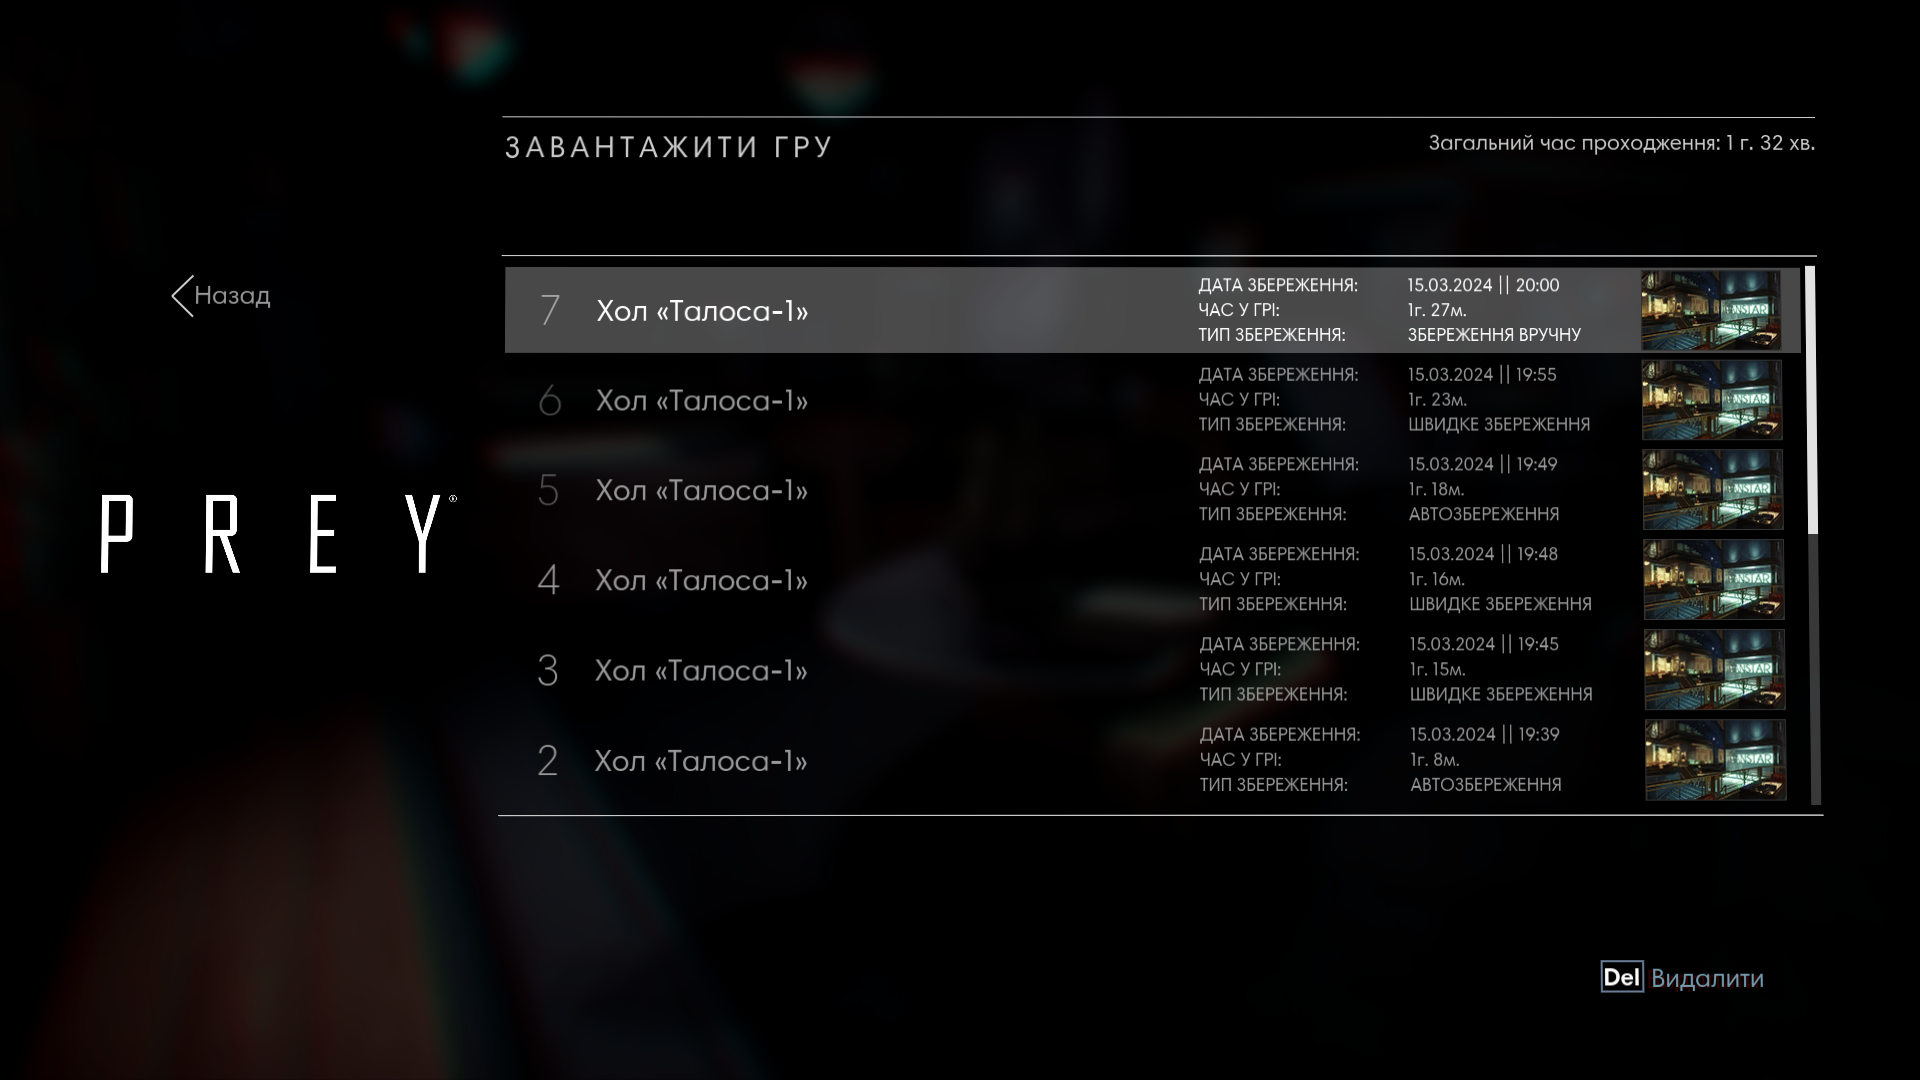 ЗАВАНТАЖИТИ ГРУ
Загальний час проходження: 1 г. 32 хв.
Назад
PREY®
7 Хол «Талоса-1»
ДАТА ЗБЕРЕЖЕННЯ: 15.03.2024 || 20:00
ЧАС У ГРІ: 1г. 27м.
ТИП ЗБЕРЕЖЕННЯ: ЗБЕРЕЖЕННЯ ВРУЧНУ
6 Хол «Талоса-1»
ДАТА ЗБЕРЕЖЕННЯ: 15.03.2024 || 19:55
ЧАС У ГРІ: 1г. 23м.
ТИП ЗБЕРЕЖЕННЯ: ШВИДКЕ ЗБЕРЕЖЕННЯ
5 Хол «Талоса-1»
ДАТА ЗБЕРЕЖЕННЯ: 15.03.2024 || 19:49
ЧАС У ГРІ: 1г. 18м.
ТИП ЗБЕРЕЖЕННЯ: АВТОЗБЕРЕЖЕННЯ
4 Хол «Талоса-1»
ДАТА ЗБЕРЕЖЕННЯ: 15.03.2024 || 19:48
ЧАС У ГРІ: 1г. 16м.
ТИП ЗБЕРЕЖЕННЯ: ШВИДКЕ ЗБЕРЕЖЕННЯ
3 Хол «Талоса-1»
ДАТА ЗБЕРЕЖЕННЯ: 15.03.2024 || 19:45
ЧАС У ГРІ: 1г. 15м.
ТИП ЗБЕРЕЖЕННЯ: ШВИДКЕ ЗБЕРЕЖЕННЯ
2 Хол «Талоса-1»
ДАТА ЗБЕРЕЖЕННЯ: 15.03.2024 || 19:39
ЧАС У ГРІ: 1г. 8м.
ТИП ЗБЕРЕЖЕННЯ: АВТОЗБЕРЕЖЕННЯ
Del Видалити